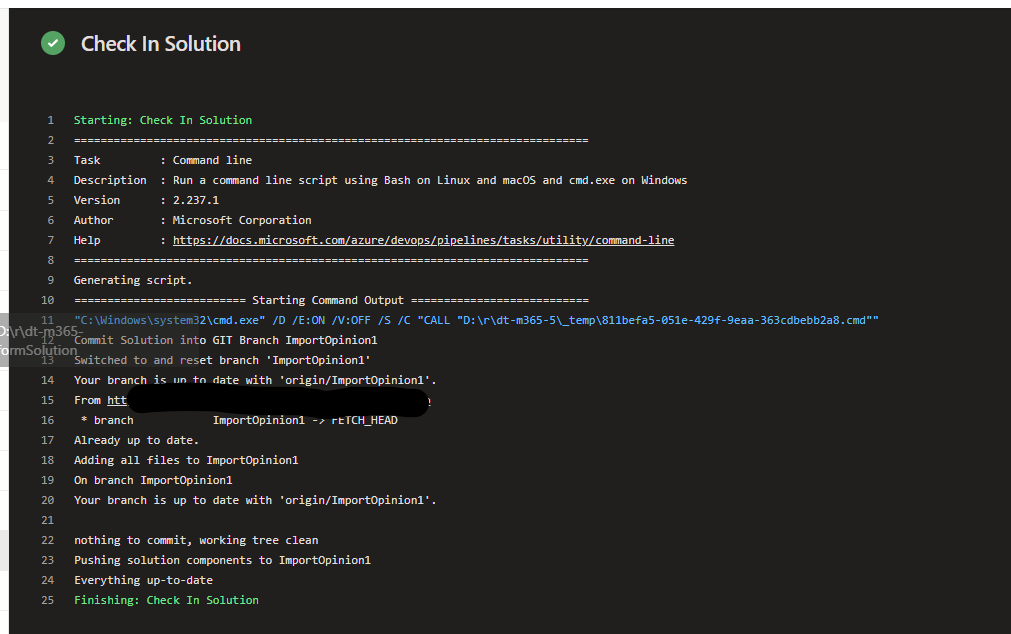 Check In Solution
1 Starting: Check In Solution
2 ==============================================================================
3 Task : Command line
4 Description : Run a command line script using Bash on Linux and macOS and cmd.exe on Windows
5 Version : 2.237.1
6 Author : Microsoft Corporation
7 Help : https://docs.microsoft.com/azure/devops/pipelines/tasks/utility/command-line
8 ==============================================================================
9 Generating script.
10 ========================== Starting Command Output ===========================
11 "C:\Windows\system32\cmd.exe" /D /E:ON /V:OFF /S /C "CALL "D:\r\dt-m365-5\_temp\811befa5-051e-429f-9eaa-363cdbebb2a8.cmd""
D:\r\dt-m365-
12 Commit Solution into GIT Branch ImportOpinion1
formSolution
13 Switched to and reset branch 'ImportOpinion1'
14 Your branch is up to date with 'origin/ImportOpinion1'.
15 From htt
16 * branch ImportOpinion1 -> FETCH_HEAD
17 Already up to date.
18 Adding all files to ImportOpinion1
19 On branch ImportOpinion1
20 Your branch is up to date with 'origin/ImportOpinion1'.
21
22 nothing to commit, working tree clean
23 Pushing solution components to ImportOpinion1
24 Everything up-to-date
25 Finishing: Check In Solution